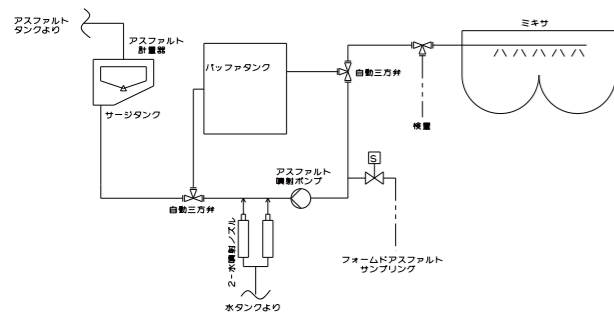 アスファルト
タンクより
アスファルト
計量器
サージタンク
バッファタンク
ミキサ
自動三方弁
検量
S
アスファルト
噴射ポンプ
自動三方弁
2-水噴射ノズル
フォームドアスファルト
サンプリング
水タンクより